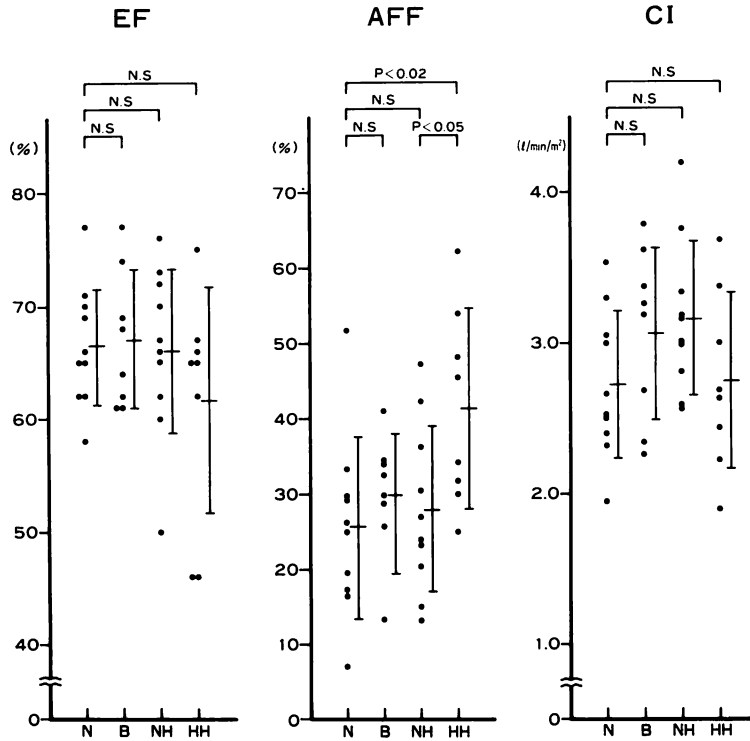 EF
AFF
CI
N.S
N.S
N.S
P<0.02
N.S
N.S
P<0.05
N.S
N.S
N.S
(%)
80
70
60
50
40
0
N B NH HH
(%)
70
60
50
40
30
20
10
0
N B NH HH
(ℓ/min/m²)
4.0
3.0
2.0
1.0
0
N B NH HH